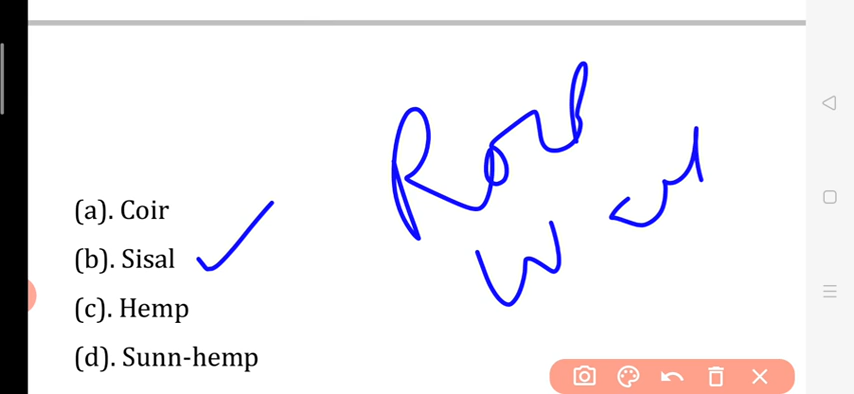 (a). Coir
(b). Sisal
(c). Hemp
(d). Sunn-hemp